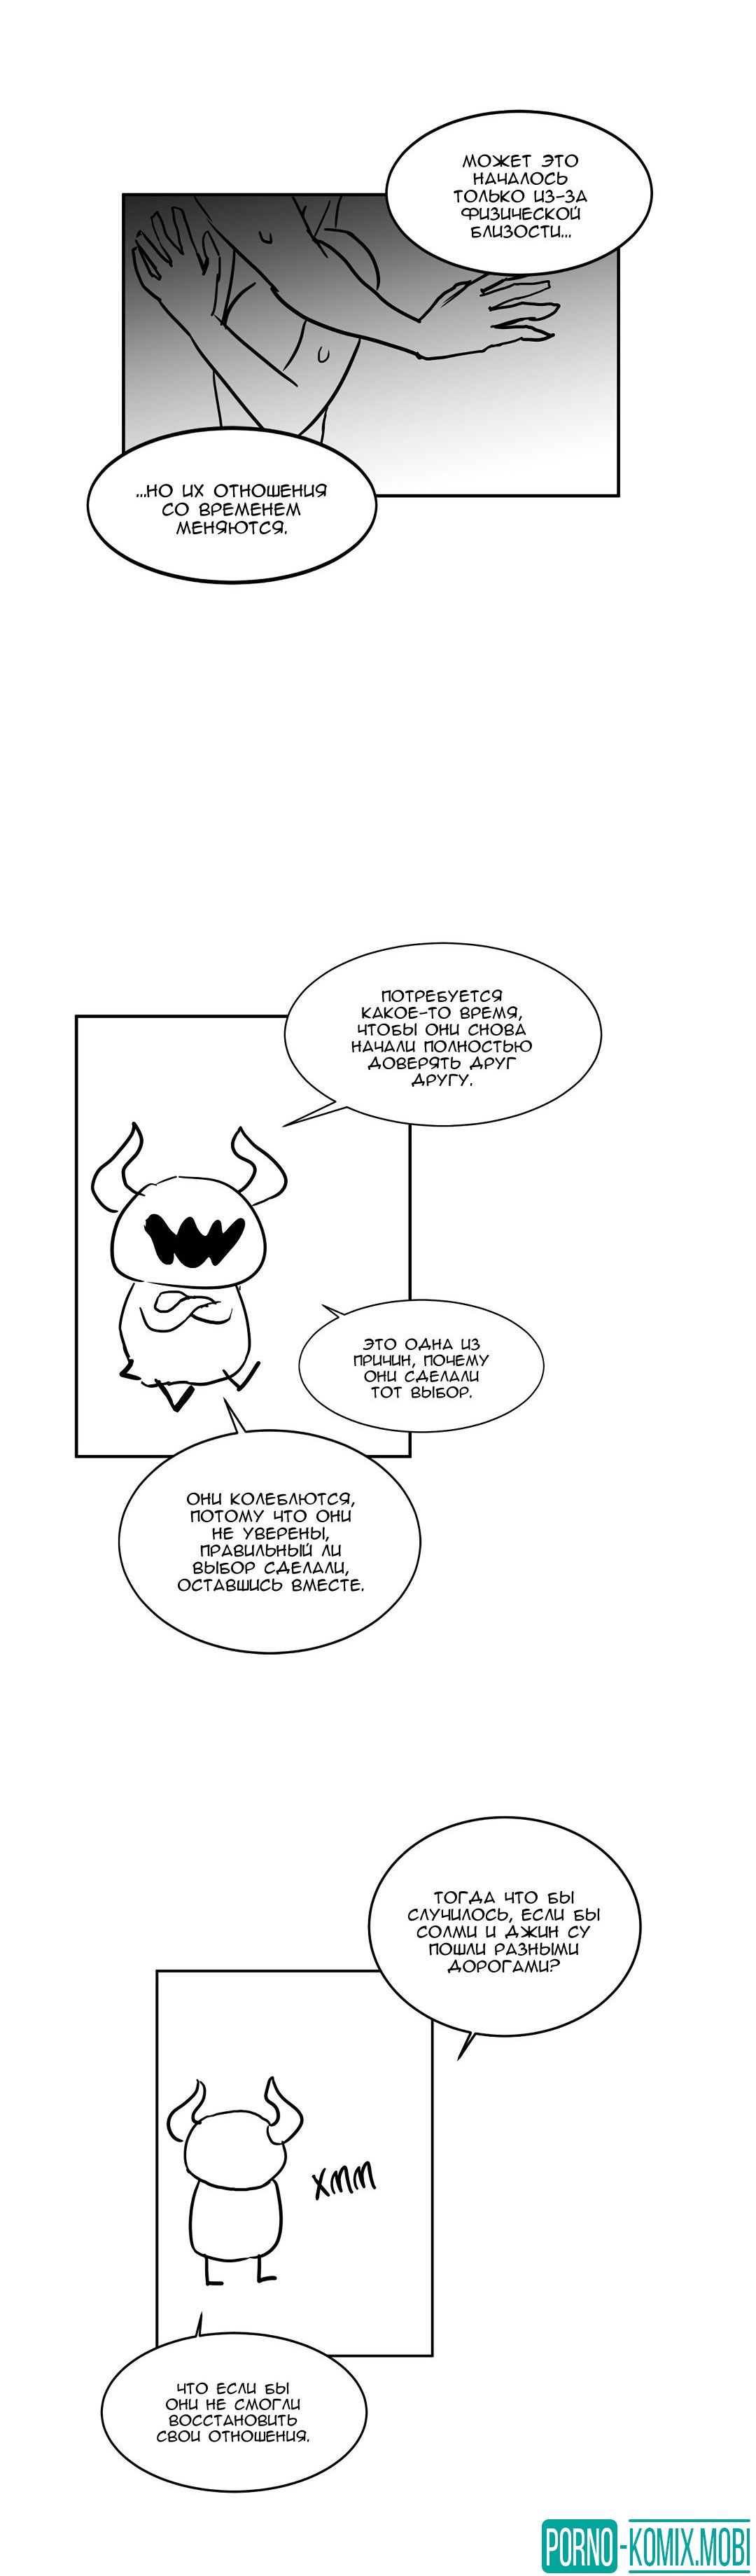 МОЖЕТ ЭТО
НАЧАЛОСЬ
ТОЛЬКО ИЗ-ЗА
ФИЗИЧЕСКОЙ
БЛИЗОСТИ...
...НО ИХ ОТНОШЕНИЯ
СО ВРЕМЕНЕМ
МЕНЯЮТСЯ.
ПОТРЕБУЕТСЯ
КАКОЕ-ТО ВРЕМЯ,
ЧТОБЫ ОНИ СНОВА
НАЧАЛИ ПОЛНОСТЬЮ
ДОВЕРЯТЬ ДРУГ
ДРУГУ.
ЭТО ОДНА ИЗ
ПРИЧИН, ПОЧЕМУ
ОНИ СДЕЛАЛИ
ТОТ ВЫБОР.
ОНИ КОЛЕБЛЮТСЯ,
ПОТОМУ ЧТО ОНИ
НЕ УВЕРЕНЫ,
ПРАВИЛЬНЫЙ ЛИ
ВЫБОР СДЕЛАЛИ,
ОСТАВШИСЬ ВМЕСТЕ.
ТОГДА ЧТО БЫ
СЛУЧИЛОСЬ, ЕСЛИ БЫ
СОЛМИ И ДЖИН СУ
ПОШЛИ РАЗНЫМИ
ДОРОГАМИ?
хммм
ЧТО ЕСЛИ БЫ
ОНИ НЕ СМОГЛИ
ВОССТАНОВИТЬ
СВОИ ОТНОШЕНИЯ.
PORNO-KOMIX.MOBI